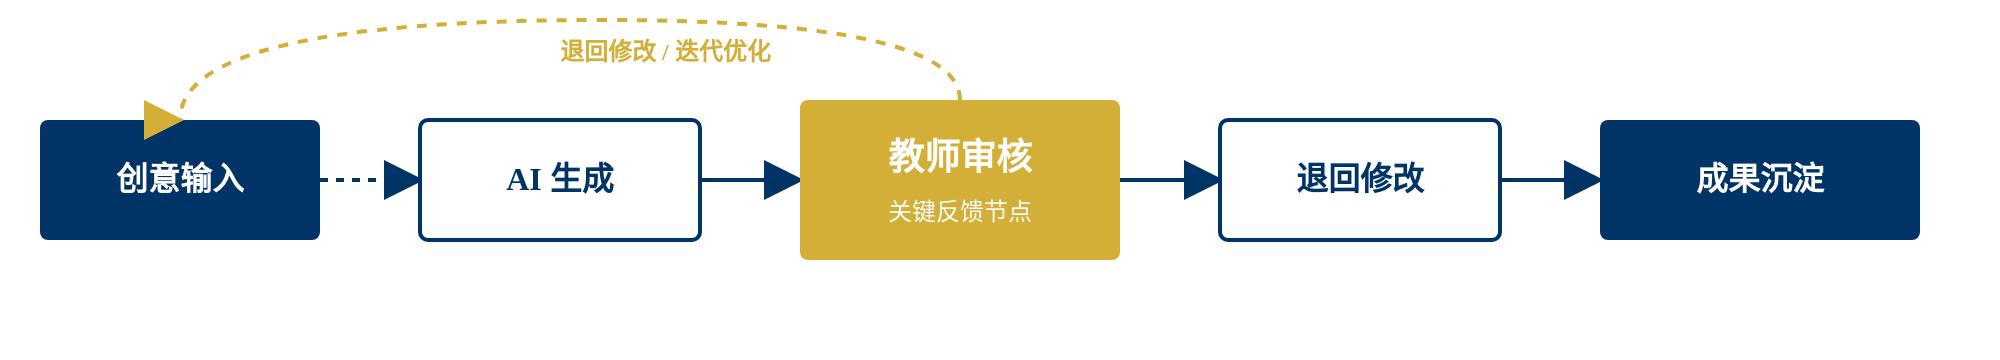 退回修改 / 迭代优化
创意输入
AI 生成
教师审核
关键反馈节点
退回修改
成果沉淀